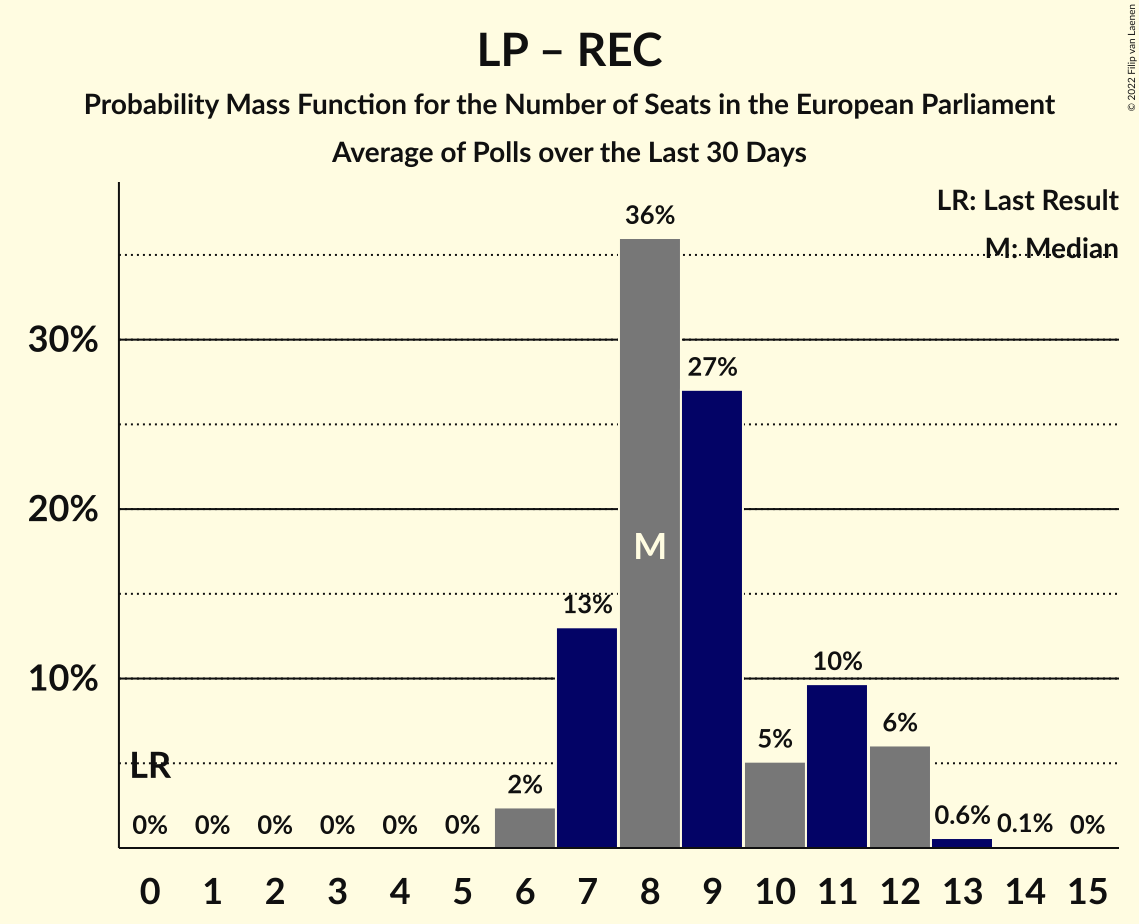 LP – REC
Probability Mass Function for the Number of Seats in the European Parliament
Average of Polls over the Last 30 Days
© 2022 Filip van Laenen
LR: Last Result
M: Median
36%
30%
27%
20%
M
13%
10%
10%
6%
5%
LR
2%
0% 0% 0% 0% 0% 0% 0.6% 0.1% 0%
0 1 2 3 4 5 6 7 8 9 10 11 12 13 14 15